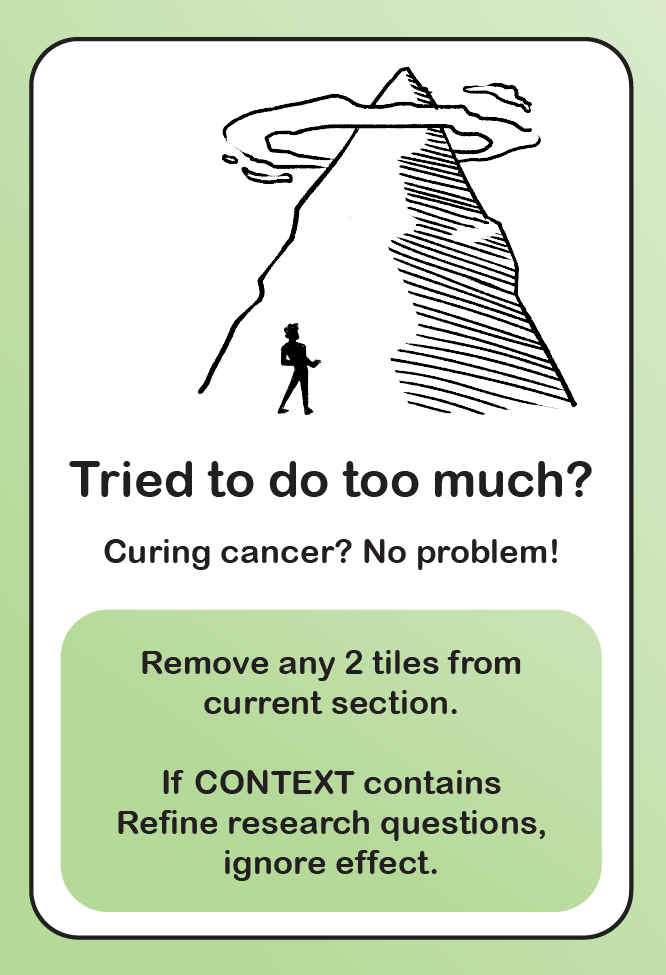 Tried to do too much?
Curing cancer? No problem!
Remove any 2 tiles from
current section.
If CONTEXT contains
Refine research questions,
ignore effect.